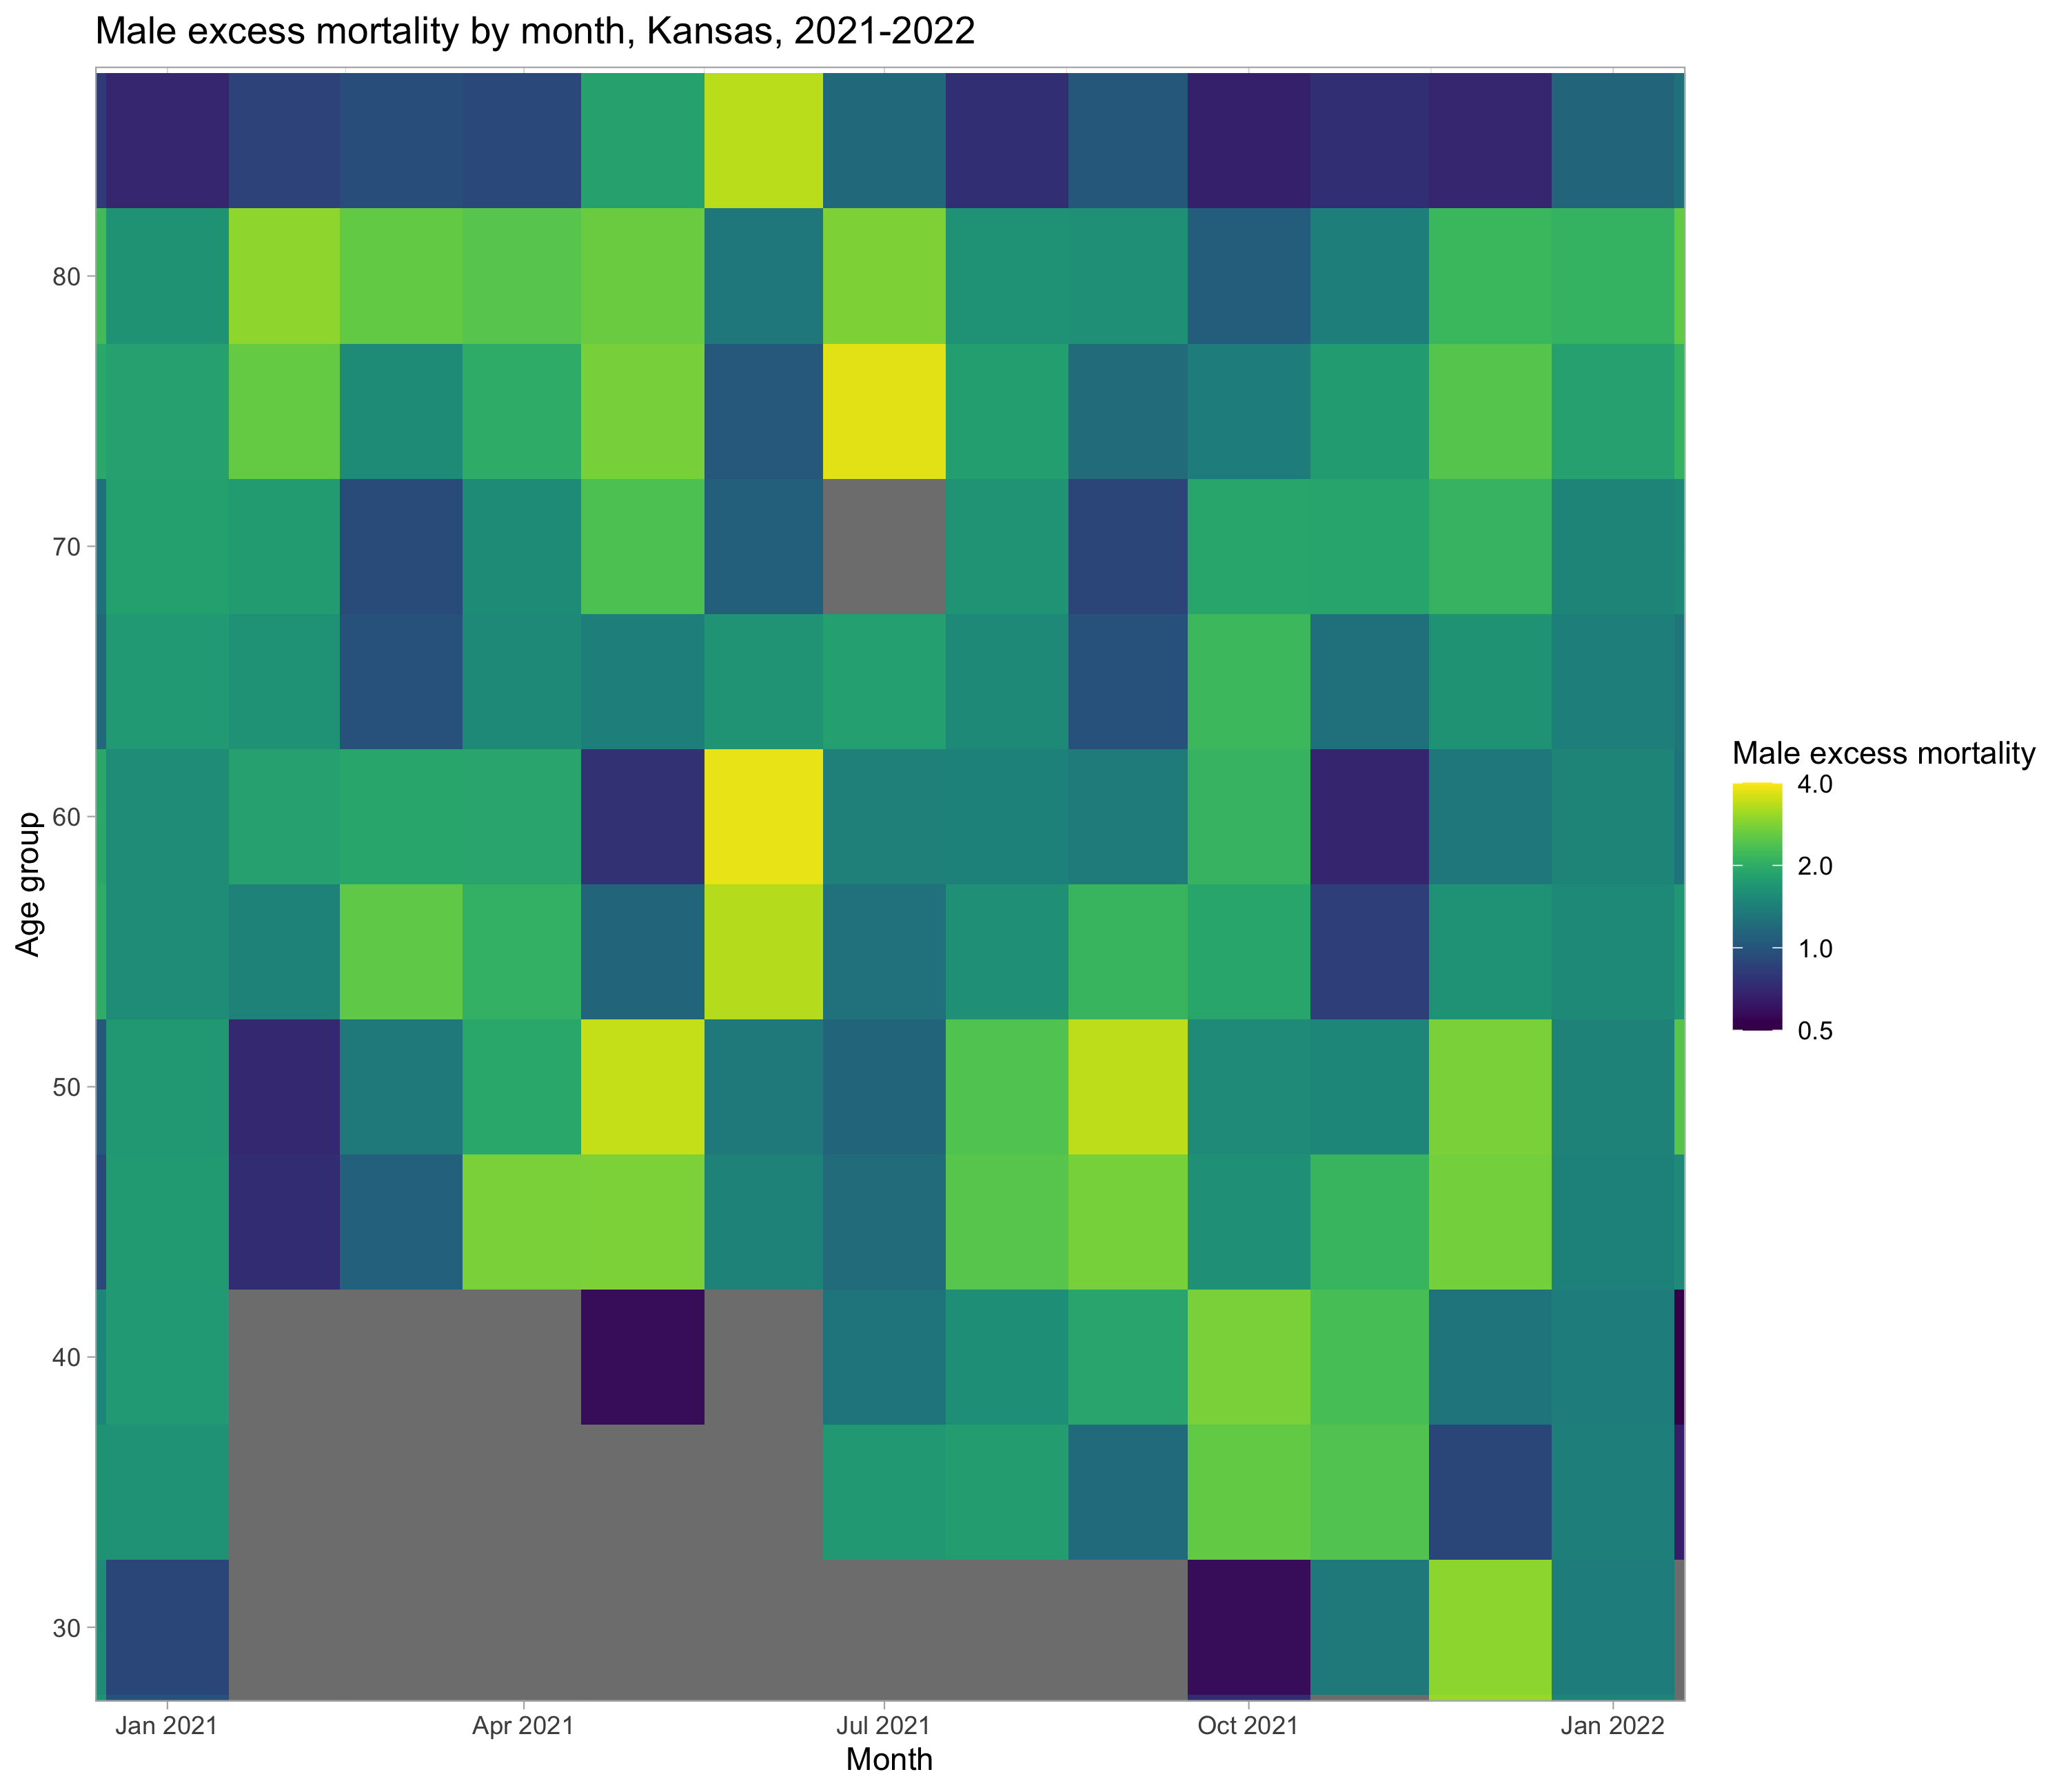 Male excess mortality by month, Kansas, 2021-2022
80
70
60
50
40
30
Age group
Jan 2021
Apr 2021
Jul 2021
Oct 2021
Jan 2022
Month
Male excess mortality
4.0
2.0
1.0
0.5